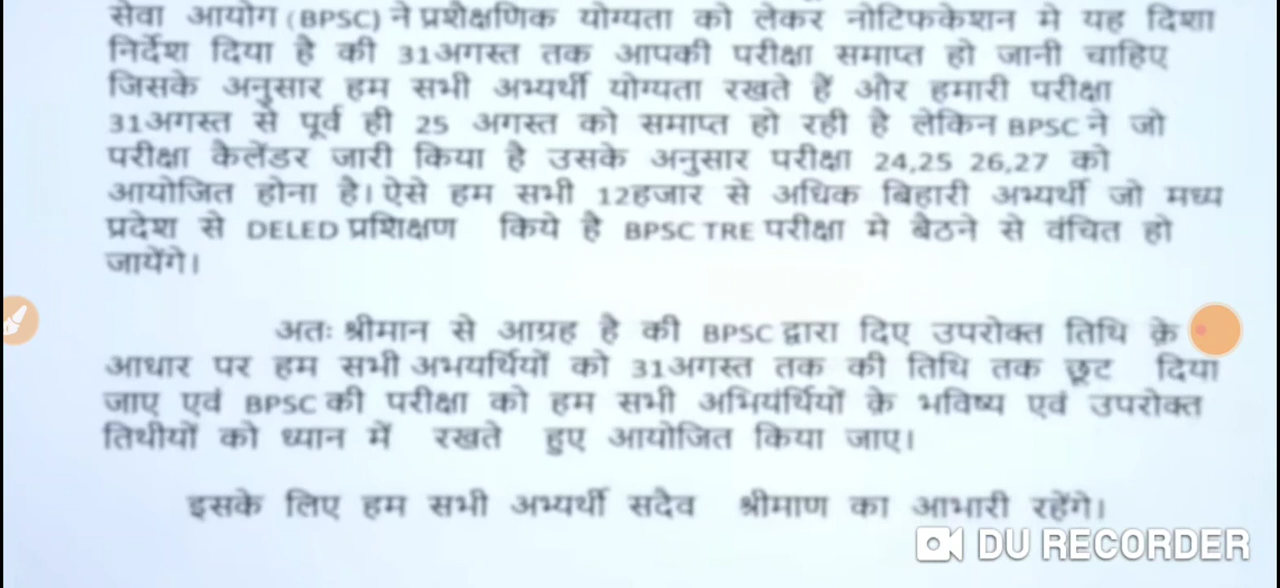 सेवा आयोग (BPSC) ने प्रशैक्षणिक योग्यता को लेकर नोटिफकेशन मे यह दिशा
निर्देश दिया है की 31अगस्त तक आपकी परीक्षा समाप्त हो जानी चाहिए
जिसके अनुसार हम सभी अभ्यर्थी योग्यता रखते हैं और हमारी परीक्षा
31अगस्त से पूर्व ही 25 अगस्त को समाप्त हो रही है लेकिन BPSC ने जो
परीक्षा कैलेंडर जारी किया है उसके अनुसार परीक्षा 24,25 26,27 को
आयोजित होना है। ऐसे हम सभी 12हजार से अधिक बिहारी अभ्यर्थी जो मध्य
प्रदेश से DELED प्रशिक्षण किये है BPSC TRE परीक्षा मे बैठने से वंचित हो
जायेंगे।
अतः श्रीमान से आग्रह है की BPSC द्वारा दिए उपरोक्त तिथि के
आधार पर हम सभी अभयर्थियों को 31अगस्त तक की तिथि तक छूट दिया
जाए एवं BPSC की परीक्षा को हम सभी अभियंर्थियों के भविष्य एवं उपरोक्त
तिथीयों को ध्यान में रखते हुए आयोजित किया जाए।
इसके लिए हम सभी अभ्यर्थी सदैव श्रीमाण का आभारी रहेंगे।
DU RECORDER